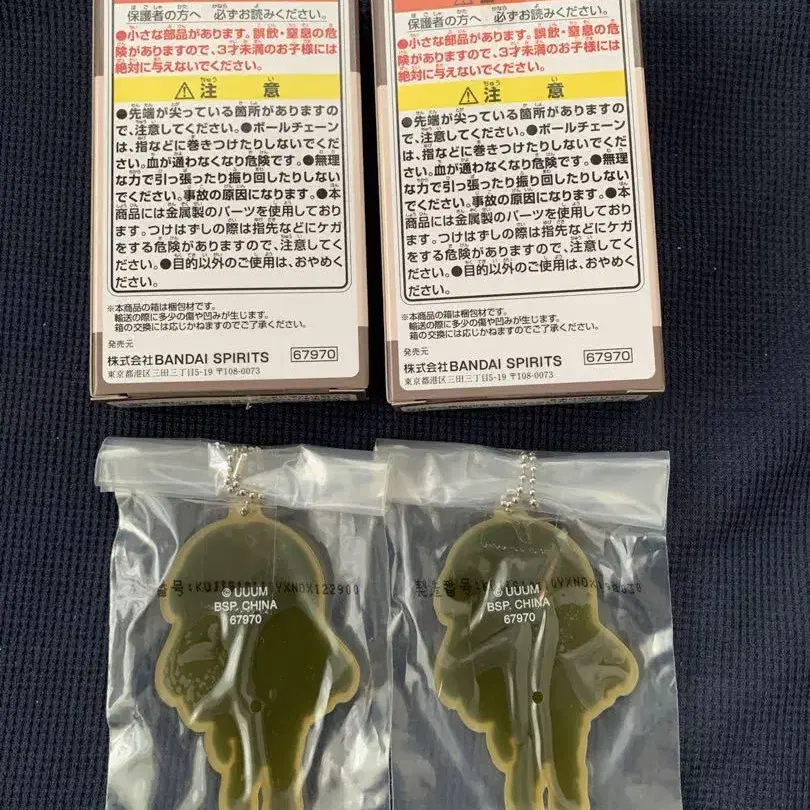 保護者の方へ 必ずお読みください。
●小さな部品があります。誤飲・窒息の危
険がありますので、3才未満のお子様には
絶対に与えないでください。
⚠注意
●先端が尖っている箇所がありますの
で、注意してください。●ボールチェーン
は、指などに巻きつけたりしないでくださ
い。血が通わなくなり危険です。●無理
な力で引っ張ったり振り回したりしない
でください。事故の原因になります。●本
商品には金属製のパーツを使用しており
ます。つけはずしの際は指先などにケガ
をする危険がありますので、注意してく
ださい。●目的以外のご使用は、おやめく
ださい。
※本商品の箱は梱包材です。
輸送の際に多少の傷や凹みが生じます。
箱の交換には応じかねますのでご了承ください。
発売元
株式会社BANDAI SPIRITS 67970
東京都港区三田三丁目5-19 〒108-0073
保護者の方へ 必ずお読みください。
●小さな部品があります。誤飲・窒息の危
険がありますので、3才未満のお子様には
絶対に与えないでください。
⚠注意
●先端が尖っている箇所がありますの
で、注意してください。●ボールチェーン
は、指などに巻きつけたりしないでくださ
い。血が通わなくなり危険です。●無理
な力で引っ張ったり振り回したりしない
でください。事故の原因になります。●本
商品には金属製のパーツを使用しており
ます。つけはずしの際は指先などにケガ
をする危険がありますので、注意してく
ださい。●目的以外のご使用は、おやめく
ださい。
※本商品の箱は梱包材です。
輸送の際に多少の傷や凹みが生じます。
箱の交換には応じかねますのでご了承ください。
発売元
株式会社BANDAI SPIRITS 67970
東京都港区三田三丁目5-19 〒108-0073
番号:
© UUUM
BSP. CHINA
67970
製造番号:
© UUUM
BSP. CHINA
67970